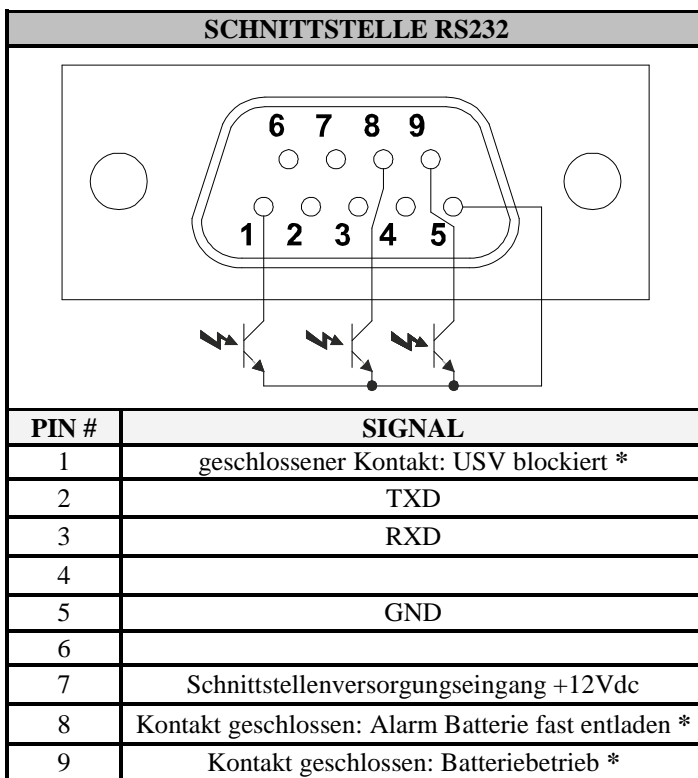 SCHNITTSTELLE RS232
6 7 8 9
1 2 3 4 5
PIN # SIGNAL
1 geschlossener Kontakt: USV blockiert *
2 TXD
3 RXD
4
5 GND
6
7 Schnittstellenversorgungseingang +12Vdc
8 Kontakt geschlossen: Alarm Batterie fast entladen *
9 Kontakt geschlossen: Batteriebetrieb *